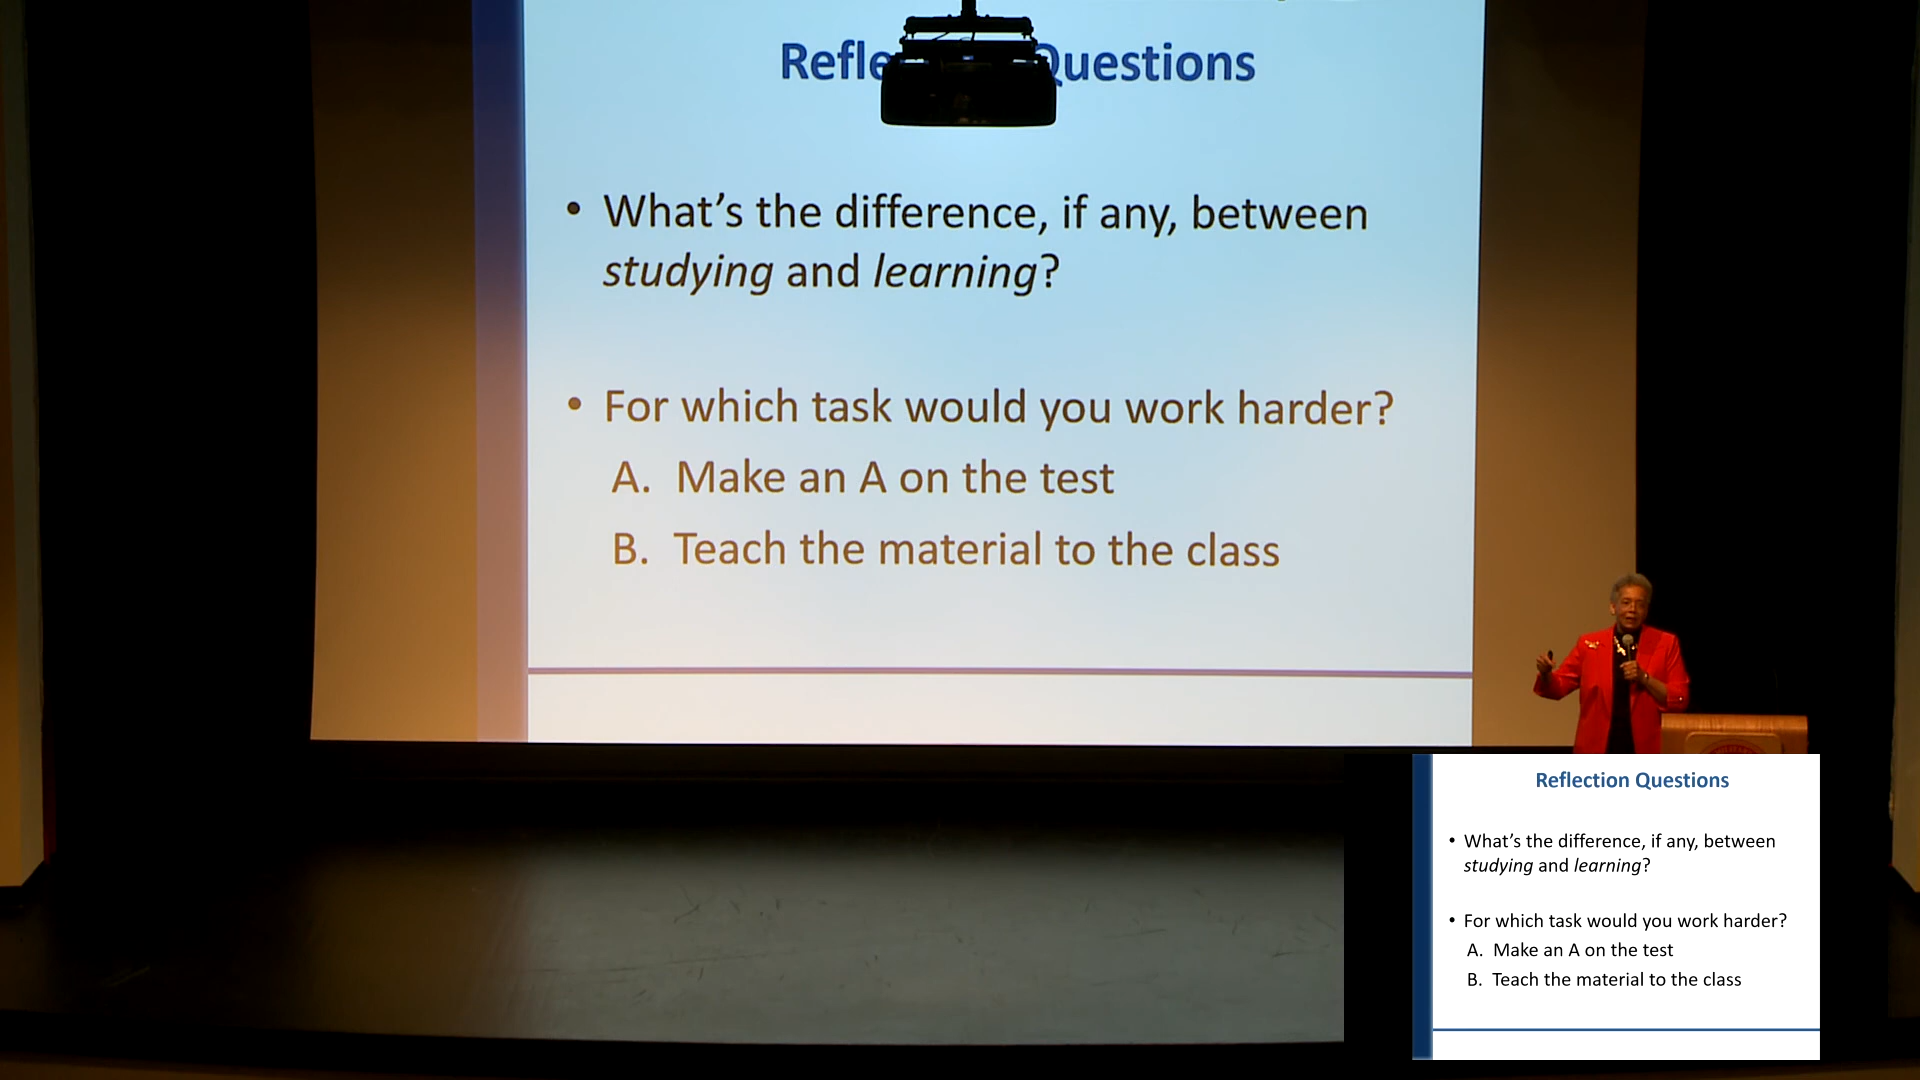 Refle Questions
• What’s the difference, if any, between
studying and learning?
• For which task would you work harder?
A. Make an A on the test
B. Teach the material to the class
Reflection Questions
• What’s the difference, if any, between
studying and learning?
• For which task would you work harder?
A. Make an A on the test
B. Teach the material to the class